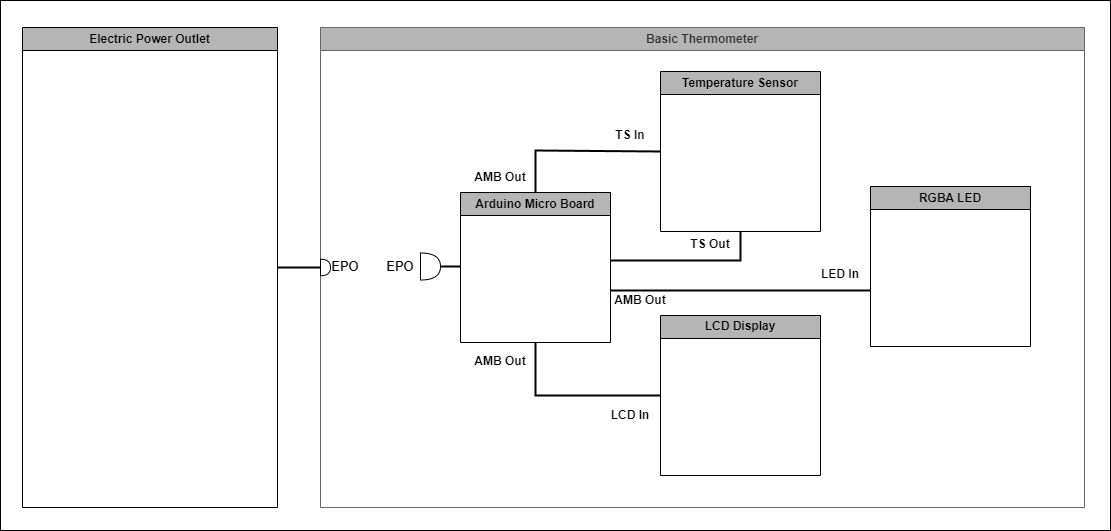 Electric Power Outlet
Basic Thermometer
Temperature Sensor
TS In
AMB Out
Arduino Micro Board
RGBA LED
TS Out
EPO
EPO
LED In
AMB Out
LCD Display
AMB Out
LCD In